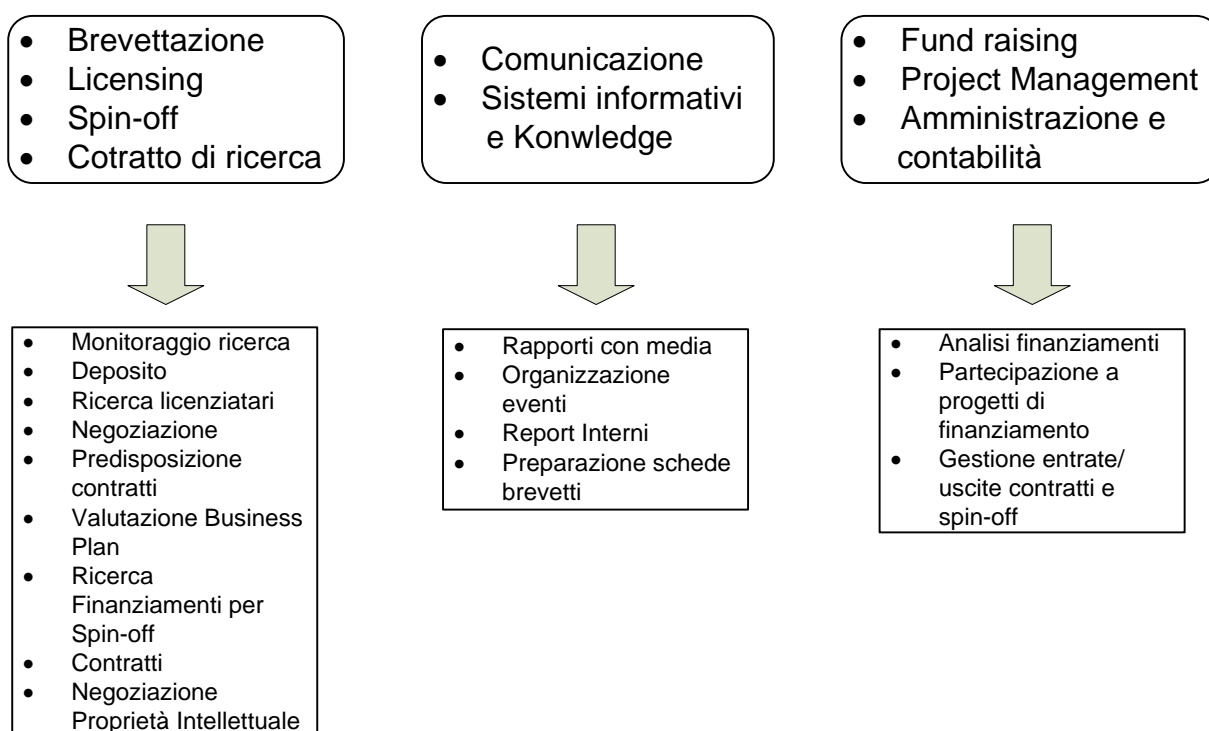 • Brevettazione
• Licensing
• Spin-off
• Cotratto di ricerca
• Comunicazione
• Sistemi informativi
e Konwledge
• Fund raising
• Project Management
• Amministrazione e
contabilità
• Monitoraggio ricerca
• Deposito
• Ricerca licenziatari
• Negoziazione
• Predisposizione
contratti
• Valutazione Business
Plan
• Ricerca
Finanziamenti per
Spin-off
• Contratti
• Negoziazione
Proprietà Intellettuale
• Rapporti con media
• Organizzazione
eventi
• Report Interni
• Preparazione schede
brevetti
• Analisi finanziamenti
• Partecipazione a
progetti di
finanziamento
• Gestione entrate/
uscite contratti e
spin-off